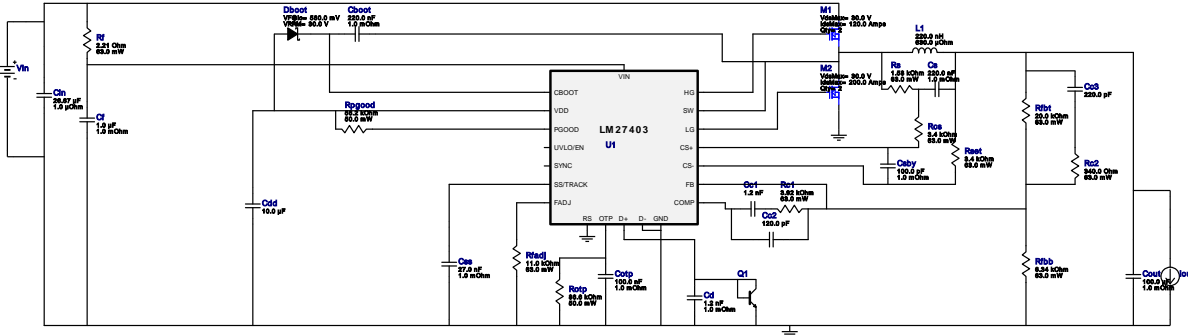 Dboot
VF@Io= 550.0 mV
VRRM= 30.0 V
Cboot
220.0 nF
1.0 mOhm
M1
VdsMax= 30.0 V
IdsMax= 120.0 Amps
Qty= 2
Rf
2.21 Ohm
63.0 mW
L1
220.0 nH
690.0 µOhm
Vin
Cin
26.67 µF
1.0 µOhm
Cf
1.0 µF
1.0 mOhm
M2
VdsMax= 30.0 V
IdsMax= 200.0 Amps
Qty= 2
Rs
1.58 kOhm
63.0 mW
Cs
220.0 nF
1.0 mOhm
Cc3
220.0 pF
Rpgood
50.0 mW
VIN
CBOOT
VDD
PGOOD
UVLO/EN
SYNC
SS/TRACK
FADJ
LM27403
U1
HG
SW
LG
CS+
CS-
FB
COMP
RS
OTP
D+
D-
GND
Rcs
3.4 kOhm
63.0 mW
Rset
3.4 kOhm
63.0 mW
Csby
100.0 pF
1.0 mOhm
Rfbt
20.0 kOhm
63.0 mW
Rc2
340.0 Ohm
63.0 mW
Cc1
1.2 nF
Rc1
3.92 kOhm
63.0 mW
Cc2
120.0 pF
Cdd
10.0 µF
Css
27.0 nF
1.0 mOhm
Rfadj
11.0 kOhm
63.0 mW
Rotp
50.0 mW
Cotp
100.0 nF
1.0 mOhm
Cd
1.2 nF
1.0 mOhm
Q1
Rfbb
6.34 kOhm
63.0 mW
Cout
100.0 µF
1.0 mOhm